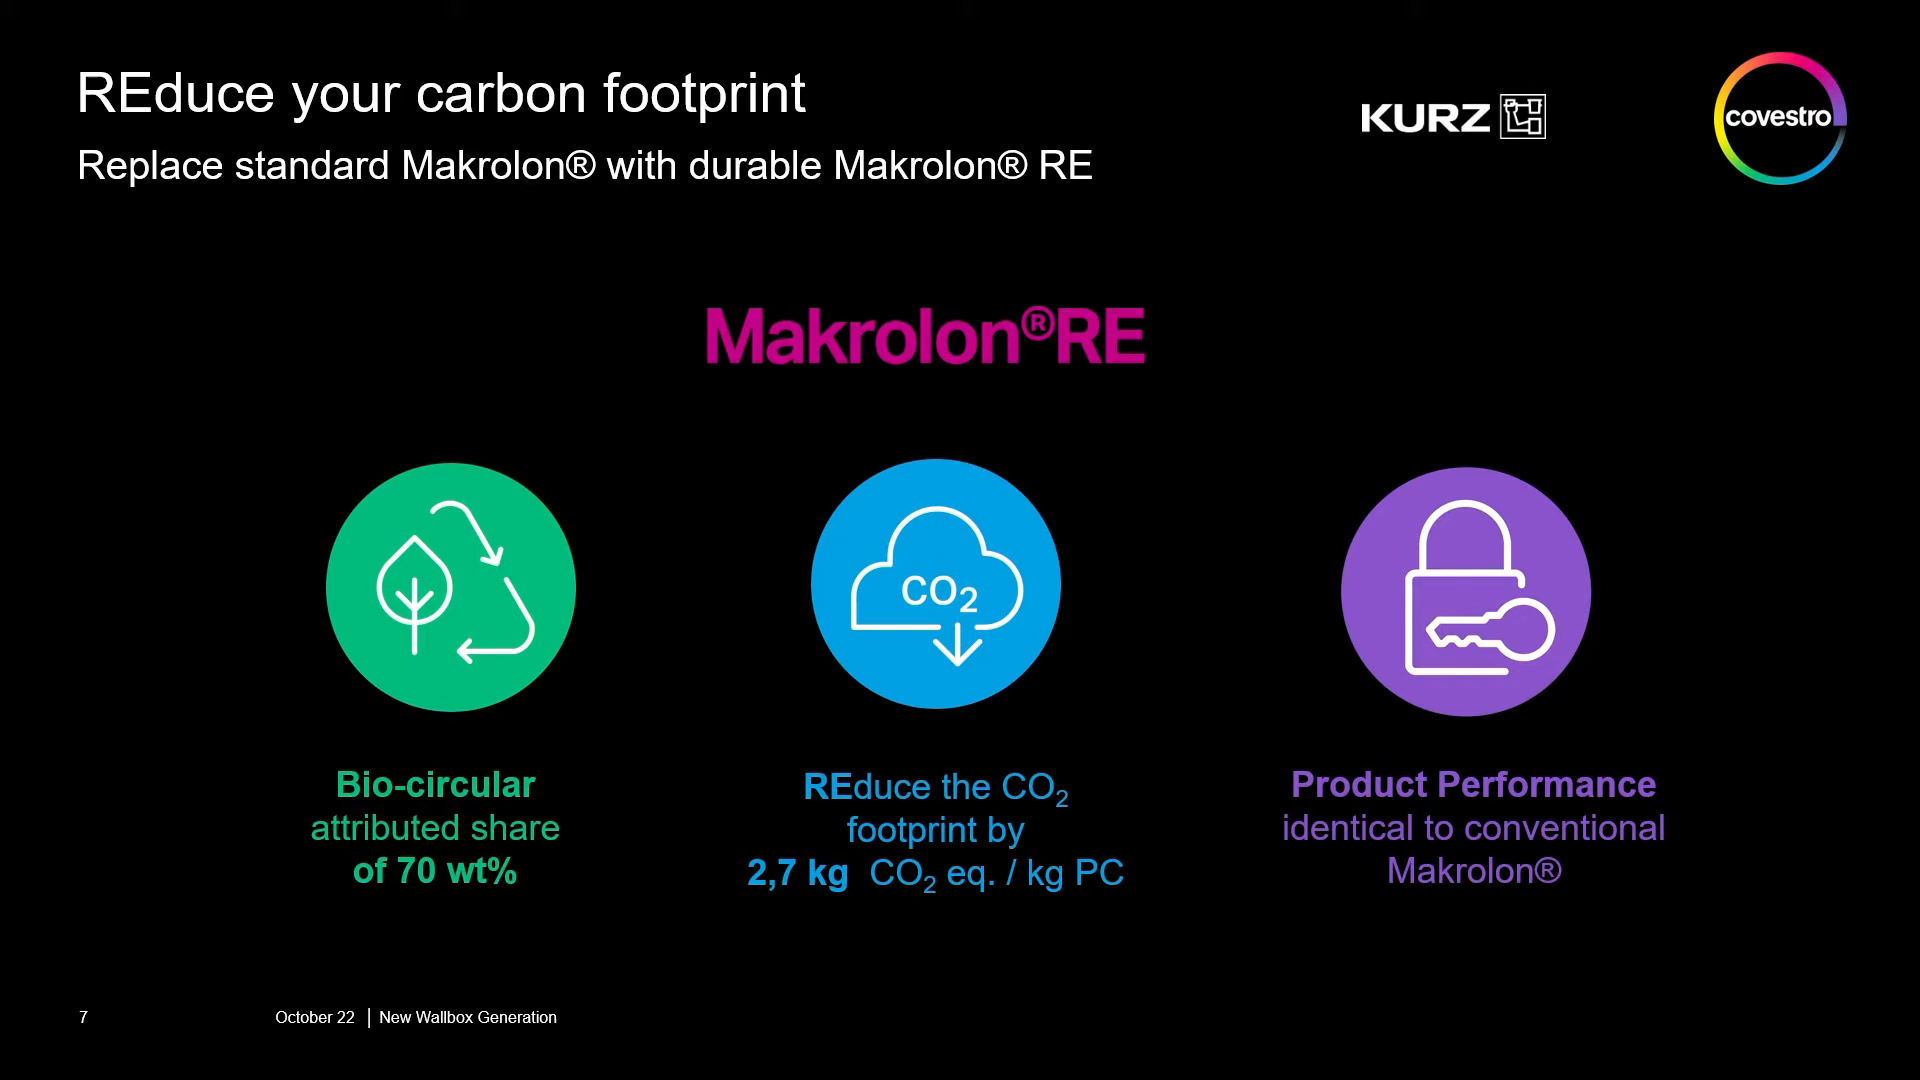 REduce your carbon footprint
Replace standard Makrolon® with durable Makrolon® RE
KURZ
covestro
Makrolon®RE
CO₂
Bio-circular
attributed share
of 70 wt%
REduce the CO₂
footprint by
2,7 kg CO₂ eq. / kg PC
Product Performance
identical to conventional
Makrolon®
7
October 22 | New Wallbox Generation